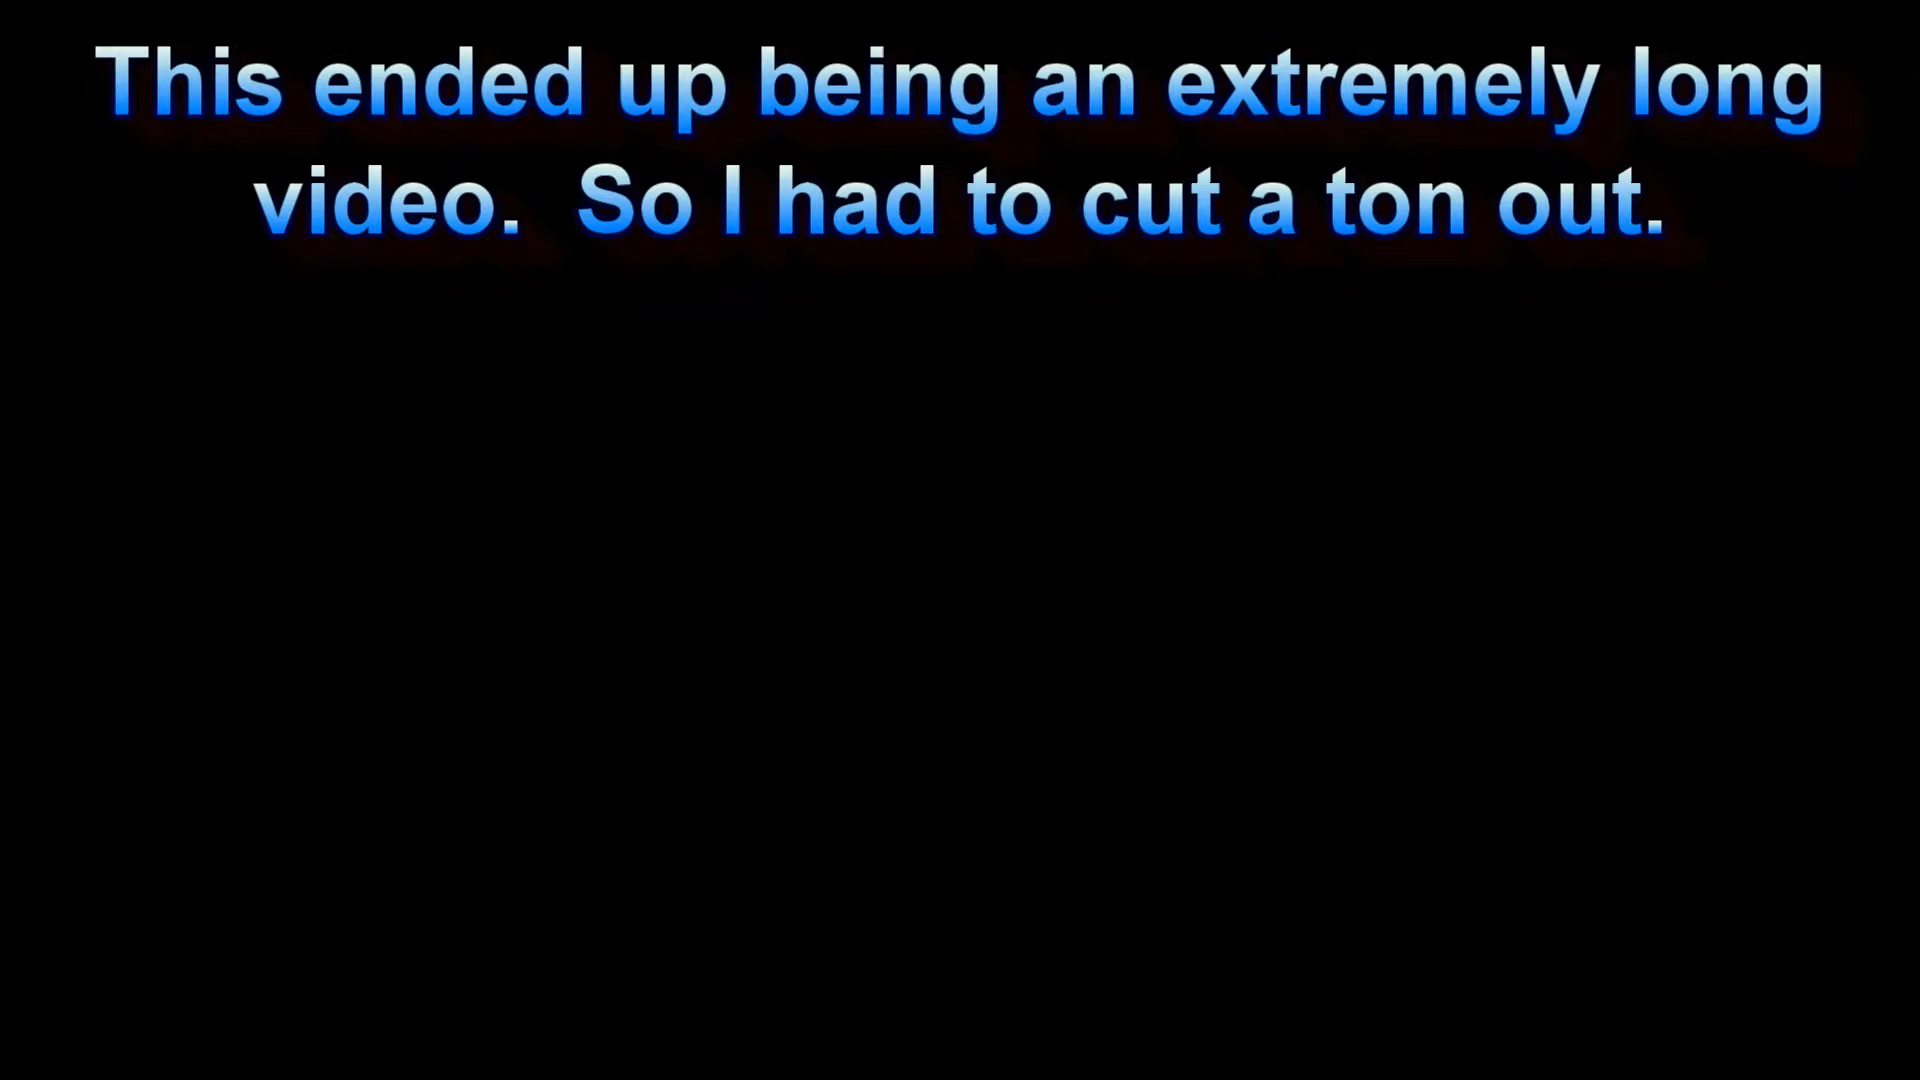 This ended up being an extremely long
video.  So I had to cut a ton out.